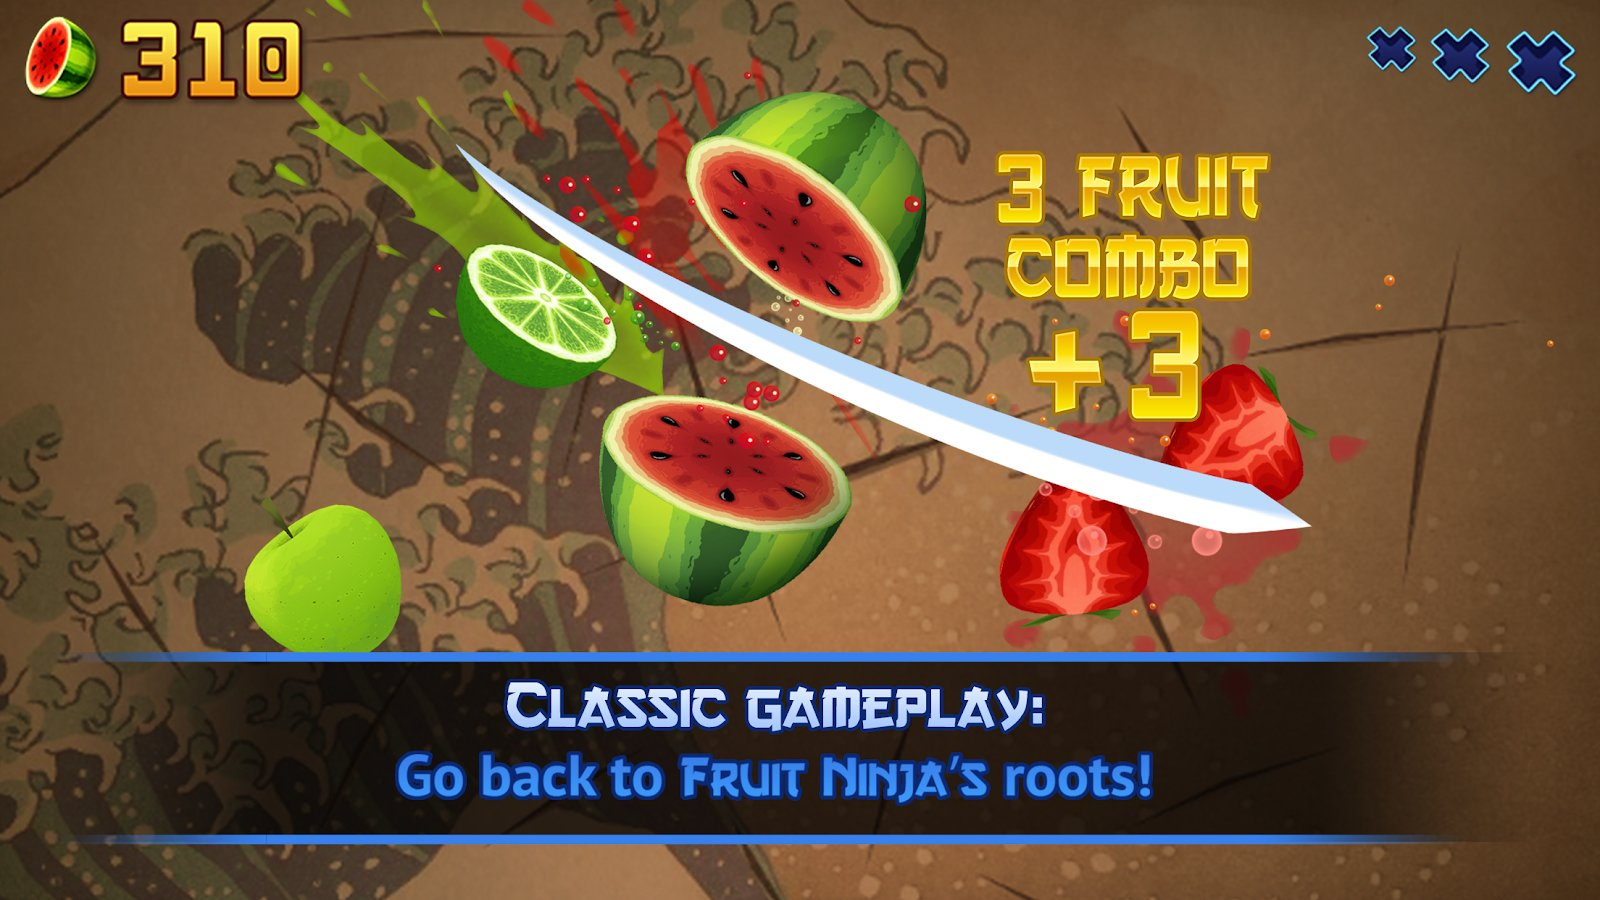 310
3 FRUIT
COMBO
+3
CLASSIC GAMEPLAY:
Go back to FRUIT NINJA'S roots!